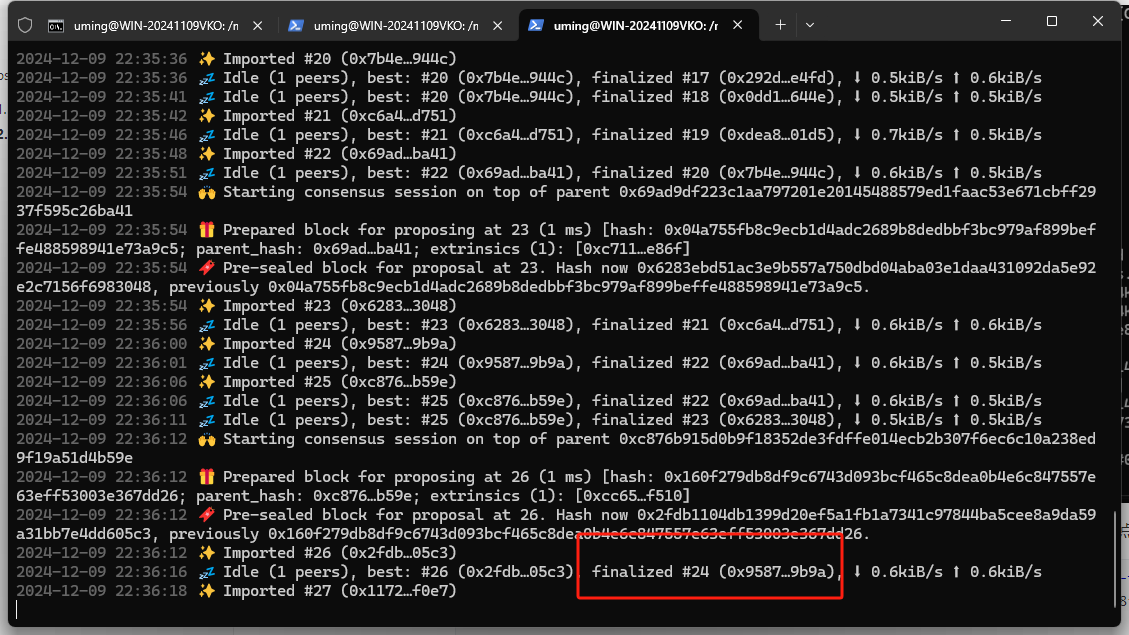 uming@WIN-20241109VKO: /n
uming@WIN-20241109VKO: /n
uming@WIN-20241109VKO: /n
2024-12-09 22:35:36 ✨ Imported #20 (0x7b4e…944c)
2024-12-09 22:35:36 💤 Idle (1 peers), best: #20 (0x7b4e…944c), finalized #17 (0x292d…e4fd), ⬇ 0.5kiB/s ⬆ 0.6kiB/s
2024-12-09 22:35:41 💤 Idle (1 peers), best: #20 (0x7b4e…944c), finalized #18 (0x0dd1…644e), ⬇ 0.5kiB/s ⬆ 0.5kiB/s
2024-12-09 22:35:42 ✨ Imported #21 (0xc6a4…d751)
2024-12-09 22:35:46 💤 Idle (1 peers), best: #21 (0xc6a4…d751), finalized #19 (0xdea8…01d5), ⬇ 0.7kiB/s ⬆ 0.5kiB/s
2024-12-09 22:35:48 ✨ Imported #22 (0x69ad…ba41)
2024-12-09 22:35:51 💤 Idle (1 peers), best: #22 (0x69ad…ba41), finalized #20 (0x7b4e…944c), ⬇ 0.5kiB/s ⬆ 0.5kiB/s
2024-12-09 22:35:54 🙌 Starting consensus session on top of parent 0x69ad9df223c1aa797201e20145488579ed1faac53e671cbff29
37f595c26ba41
2024-12-09 22:35:54 🎁 Prepared block for proposing at 23 (1 ms) [hash: 0x04a755fb8c9ecb1d4adc2689b8dedbbf3bc979af899bef
fe488598941e73a9c5; parent_hash: 0x69ad…ba41; extrinsics (1): [0xc711…e86f]
2024-12-09 22:35:54 🔖 Pre-sealed block for proposal at 23. Hash now 0x6283ebd51ac3e9b557a750dbd04aba03e1daa431092da5e92
e2c7156f6983048, previously 0x04a755fb8c9ecb1d4adc2689b8dedbbf3bc979af899beffe488598941e73a9c5.
2024-12-09 22:35:54 ✨ Imported #23 (0x6283…3048)
2024-12-09 22:35:56 💤 Idle (1 peers), best: #23 (0x6283…3048), finalized #21 (0xc6a4…d751), ⬇ 0.6kiB/s ⬆ 0.6kiB/s
2024-12-09 22:36:00 ✨ Imported #24 (0x9587…9b9a)
2024-12-09 22:36:01 💤 Idle (1 peers), best: #24 (0x9587…9b9a), finalized #22 (0x69ad…ba41), ⬇ 0.6kiB/s ⬆ 0.5kiB/s
2024-12-09 22:36:06 ✨ Imported #25 (0xc876…b59e)
2024-12-09 22:36:06 💤 Idle (1 peers), best: #25 (0xc876…b59e), finalized #22 (0x69ad…ba41), ⬇ 0.6kiB/s ⬆ 0.5kiB/s
2024-12-09 22:36:11 💤 Idle (1 peers), best: #25 (0xc876…b59e), finalized #23 (0x6283…3048), ⬇ 0.5kiB/s ⬆ 0.5kiB/s
2024-12-09 22:36:12 🙌 Starting consensus session on top of parent 0xc876b915d0b9f18352de3fdffe014ecb2b307f6ec6c10a238ed
9f19a51d4b59e
2024-12-09 22:36:12 🎁 Prepared block for proposing at 26 (1 ms) [hash: 0x160f279db8df9c6743d093bcf465c8dea0b4e6c847557e
63eff53003e367dd26; parent_hash: 0xc876…b59e; extrinsics (1): [0xcc65…f510]
2024-12-09 22:36:12 🔖 Pre-sealed block for proposal at 26. Hash now 0x2fdb1104db1399d20ef5a1fb1a7341c97844ba5cee8a9da59
a31bb7e4dd605c3, previously 0x160f279db8df9c6743d093bcf465c8dea0b4e6c847557e63eff53003e367dd26.
2024-12-09 22:36:12 ✨ Imported #26 (0x2fdb…05c3)
2024-12-09 22:36:16 💤 Idle (1 peers), best: #26 (0x2fdb…05c3), finalized #24 (0x9587…9b9a), ⬇ 0.6kiB/s ⬆ 0.6kiB/s
2024-12-09 22:36:18 ✨ Imported #27 (0x1172…f0e7)